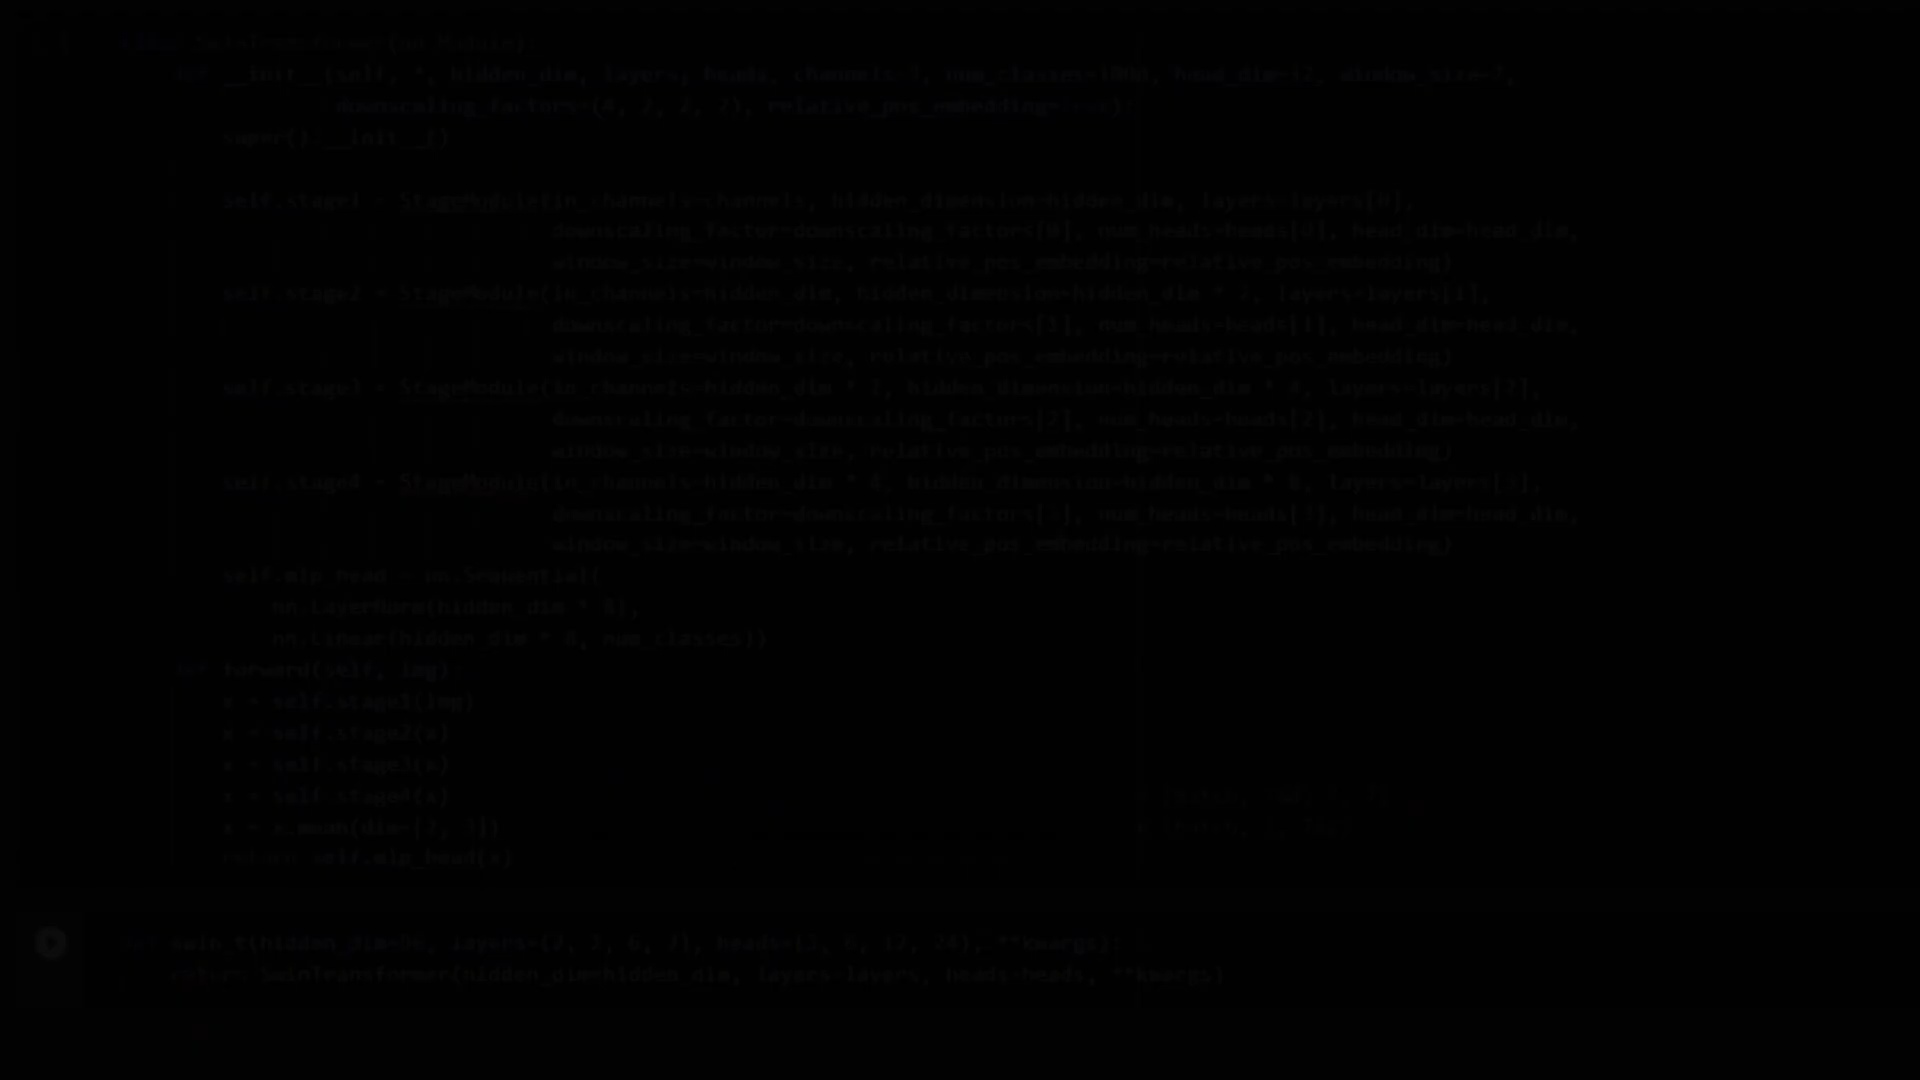 class SwinTransformer(nn.Module):
def __init__(self, *, hidden_dim, layers, heads, channels=3, num_classes=1000, head_dim=32, window_size=7,
downscaling_factors=(4, 2, 2, 2), relative_pos_embedding=True):
super().__init__()
self.stage1 = StageModule(in_channels=channels, hidden_dimension=hidden_dim, layers=layers[0],
downscaling_factor=downscaling_factors[0], num_heads=heads[0], head_dim=head_dim,
window_size=window_size, relative_pos_embedding=relative_pos_embedding)
self.stage2 = StageModule(in_channels=hidden_dim, hidden_dimension=hidden_dim * 2, layers=layers[1],
downscaling_factor=downscaling_factors[1], num_heads=heads[1], head_dim=head_dim,
window_size=window_size, relative_pos_embedding=relative_pos_embedding)
self.stage3 = StageModule(in_channels=hidden_dim * 2, hidden_dimension=hidden_dim * 4, layers=layers[2],
downscaling_factor=downscaling_factors[2], num_heads=heads[2], head_dim=head_dim,
window_size=window_size, relative_pos_embedding=relative_pos_embedding)
self.stage4 = StageModule(in_channels=hidden_dim * 4, hidden_dimension=hidden_dim * 8, layers=layers[3],
downscaling_factor=downscaling_factors[3], num_heads=heads[3], head_dim=head_dim,
window_size=window_size, relative_pos_embedding=relative_pos_embedding)
self.mlp_head = nn.Sequential(
nn.LayerNorm(hidden_dim * 8),
nn.Linear(hidden_dim * 8, num_classes))
def forward(self, img):
x = self.stage1(img)
x = self.stage2(x)
x = self.stage3(x)
x = self.stage4(x)
x = x.mean(dim=[2, 3])
return self.mlp_head(x)
def swin_t(hidden_dim=96, layers=(2, 2, 6, 2), heads=(3, 6, 12, 24), **kwargs):
return SwinTransformer(hidden_dim=hidden_dim, layers=layers, heads=heads, **kwargs)